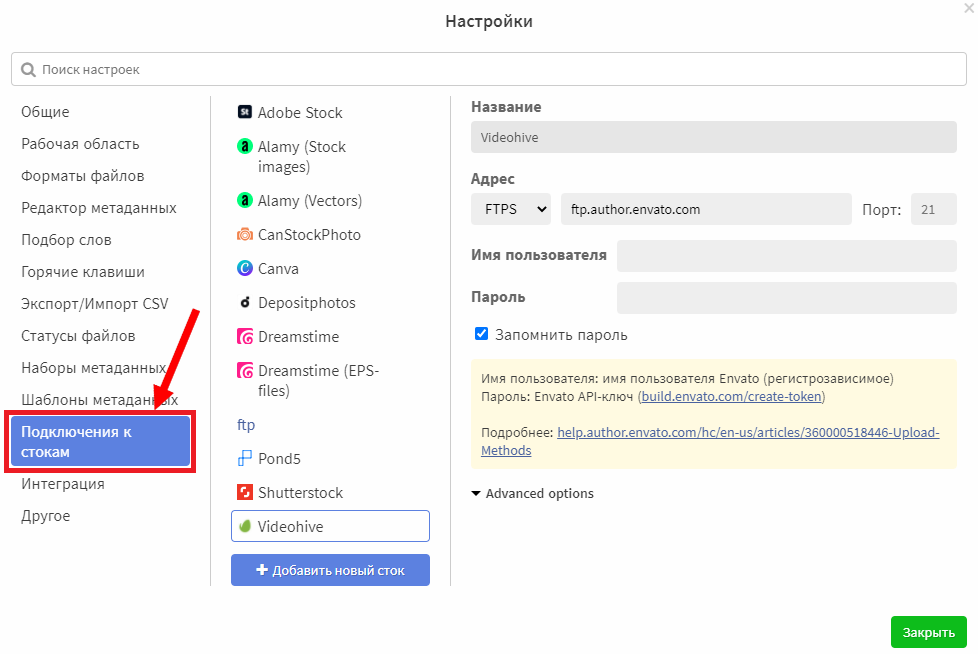 Настройки
Поиск настроек
Общие
Рабочая область
Форматы файлов
Редактор метаданных
Подбор слов
Горячие клавиши
Экспорт/Импорт CSV
Статусы файлов
Наборы метаданных
Шаблоны метаданных
Подключения к
стокам
Интеграция
Другое
Adobe Stock
Alamy (Stock
images)
Alamy (Vectors)
CanStockPhoto
Canva
Depositphotos
Dreamstime
Dreamstime (EPS-
files)
ftp
Pond5
Shutterstock
Videohive
Добавить новый сток
Название
Videohive
Адрес
FTPS ftp.author.envato.com Порт: 21
Имя пользователя
Пароль
Запомнить пароль
Имя пользователя: имя пользователя Envato (регистрозависимое)
Пароль: Envato API-ключ (build.envato.com/create-token)
Подробнее: help.author.envato.com/hc/en-us/articles/360000518446-Upload-
Methods
Advanced options
Закрыть